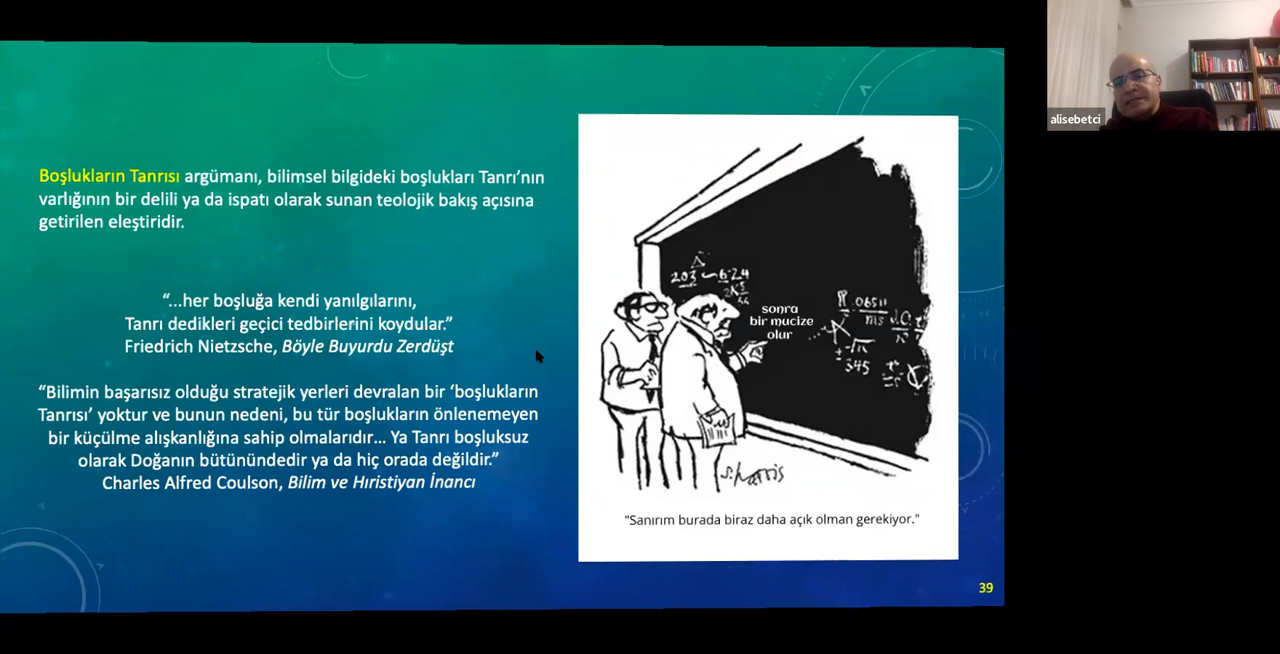 Boşlukların Tanrısı argümanı, bilimsel bilgideki boşlukları Tanrı’nın
varlığının bir delili ya da ispatı olarak sunan teolojik bakış açısına
getirilen eleştiridir.
“...her boşluğa kendi yanılgılarını,
Tanrı dedikleri geçici tedbirlerini koydular.”
Friedrich Nietzsche, Böyle Buyurdu Zerdüşt
“Bilimin başarısız olduğu stratejik yerleri devralan bir ‘boşlukların
Tanrısı’ yoktur ve bunun nedeni, bu tür boşlukların önlenemeyen
bir küçülme alışkanlığına sahip olmalarıdır... Ya Tanrı boşluksuz
olarak Doğanın bütünündedir ya da hiç orada değildir.”
Charles Alfred Coulson, Bilim ve Hıristiyan İnancı
sonra
bir mucize
olur
S. Harris
"Sanırım burada biraz daha açık olman gerekiyor."
39
alisebetci